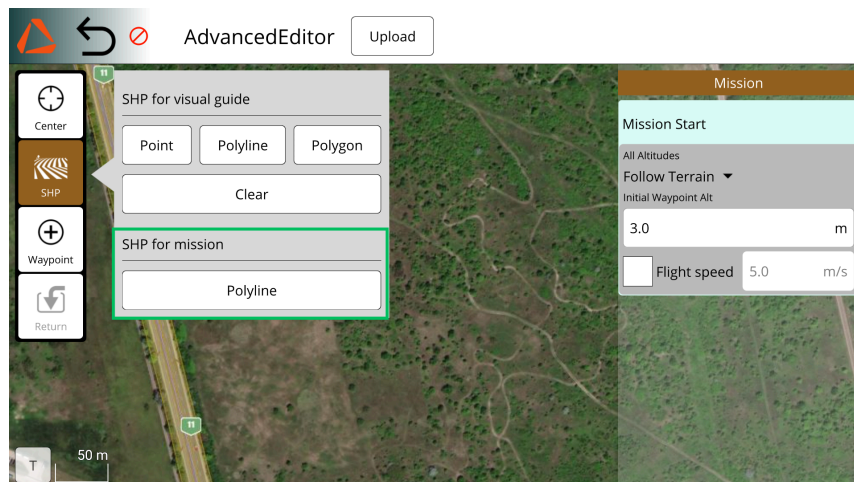 AdvancedEditor
Upload
Center
SHP
Waypoint
Return
11
SHP for visual guide
Point
Polyline
Polygon
Clear
SHP for mission
Polyline
Mission
Mission Start
All Altitudes
Follow Terrain
Initial Waypoint Alt
3.0 m
Flight speed 5.0 m/s
11
T
50 m